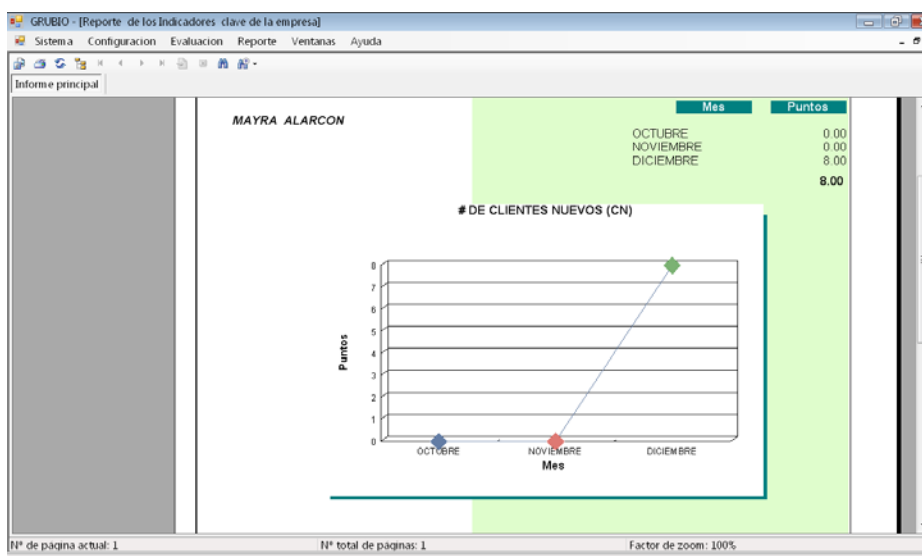 GRUBIO - [Reporte de los Indicadores clave de la empresa]
Sistema Configuracion Evaluacion Reporte Ventanas Ayuda
Informe principal
Mes Puntos
MAYRA ALARCON
OCTUBRE 0.00
NOVIEMBRE 0.00
DICIEMBRE 8.00
8.00
# DE CLIENTES NUEVOS (CN)
8
7
6
5
4
3
2
1
0
Puntos
OCTUBRE NOVIEMBRE DICIEMBRE
Mes
Nº de página actual: 1 Nº total de páginas: 1 Factor de zoom: 100%